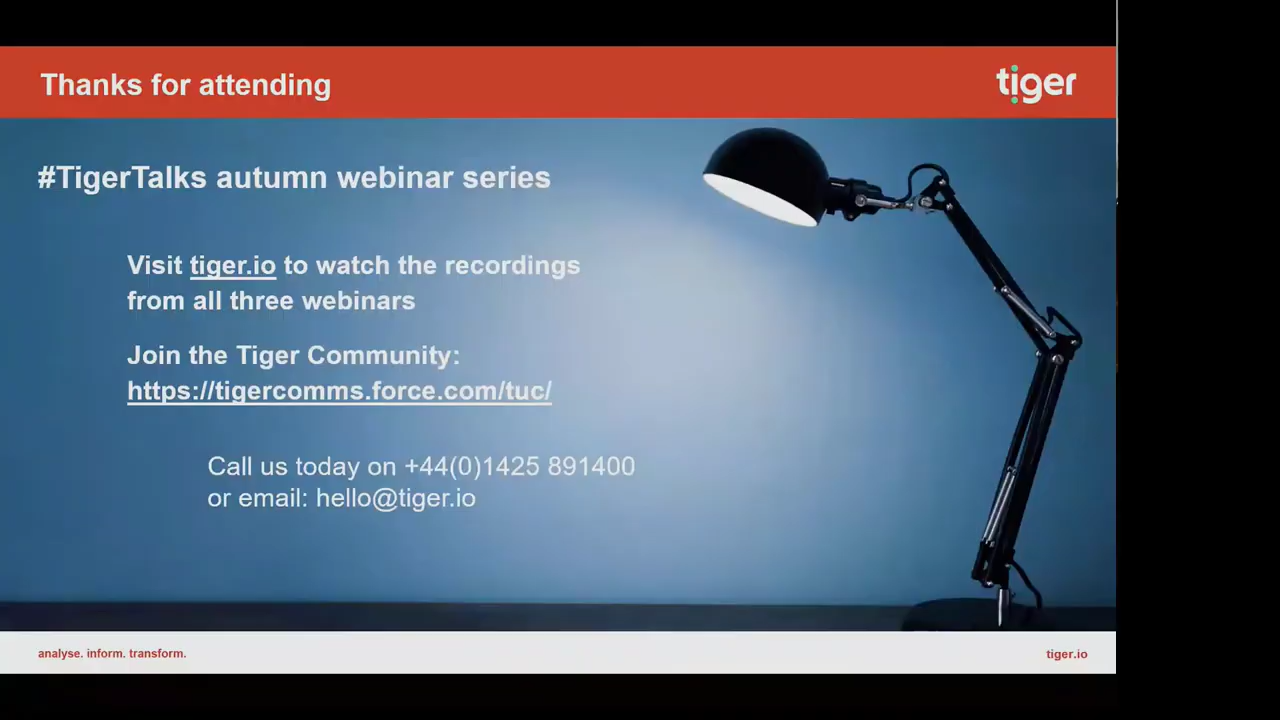 Thanks for attending
tiger
#TigerTalks autumn webinar series
Visit tiger.io to watch the recordings
from all three webinars
Join the Tiger Community:
https://tigercomms.force.com/tuc/
Call us today on +44(0)1425 891400
or email: hello@tiger.io
analyse. inform. transform.
tiger.io